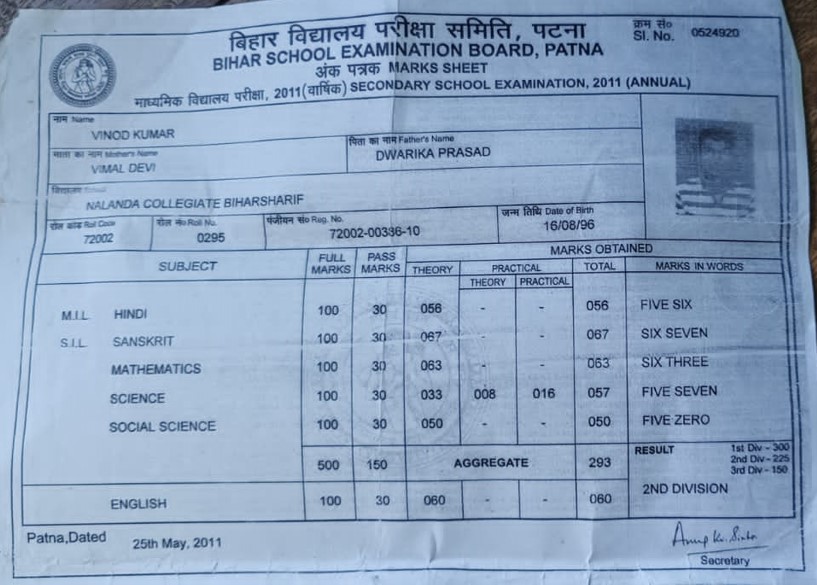 बिहार विद्यालय परीक्षा समिति, पटना
क्रम सं०
Sl. No. 0524920
BIHAR SCHOOL EXAMINATION BOARD, PATNA
अंक पत्रक MARKS SHEET
माध्यमिक विद्यालय परीक्षा, 2011(वार्षिक) SECONDARY SCHOOL EXAMINATION, 2011 (ANNUAL)
नाम Name
VINOD KUMAR
पिता का नाम Father's Name
DWARIKA PRASAD
माता का नाम Mother's Name
VIMAL DEVI
विद्यालय School
NALANDA COLLEGIATE BIHARSHARIF
रोल कोड Roll Code रोल नं० Roll No. पंजीयन सं० Reg. No. जन्म तिथि Date of Birth
72002 0295 72002-00336-10 16/08/96
SUBJECT FULL MARKS PASS MARKS MARKS OBTAINED
THEORY PRACTICAL TOTAL MARKS IN WORDS
THEORY PRACTICAL
M.I.L. HINDI 100 30 056 - - 056 FIVE SIX
S.I.L. SANSKRIT 100 30 067 - - 067 SIX SEVEN
MATHEMATICS 100 30 063 - - 063 SIX THREE
SCIENCE 100 30 033 008 016 057 FIVE SEVEN
SOCIAL SCIENCE 100 30 050 - - 050 FIVE ZERO
500 150 AGGREGATE 293 RESULT 1st Div - 300
2nd Div - 225
3rd Div - 150
ENGLISH 100 30 060 - - 060 2ND DIVISION
Patna,Dated 25th May, 2011
Anup Kr. Sinha
Secretary